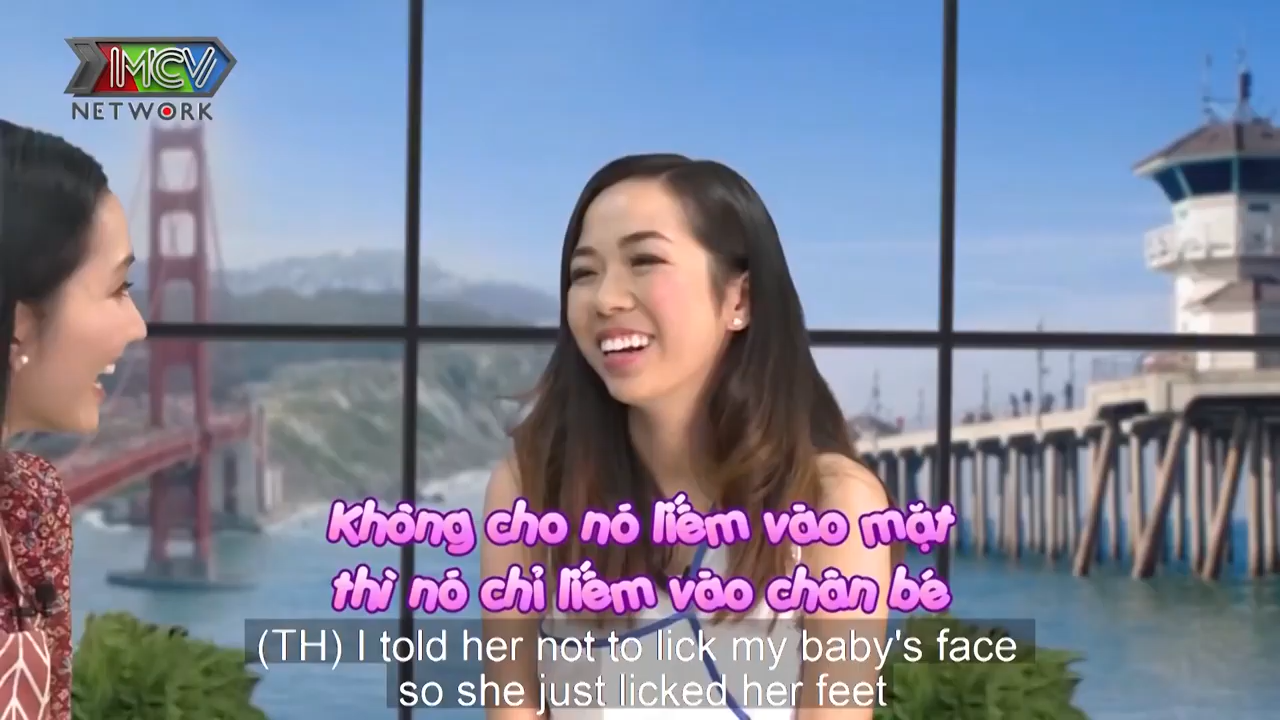 MCV
NETWORK
Không cho nó liếm vào mặt
thì nó chỉ liếm vào chân bé
(TH) I told her not to lick my baby's face
so she just licked her feet